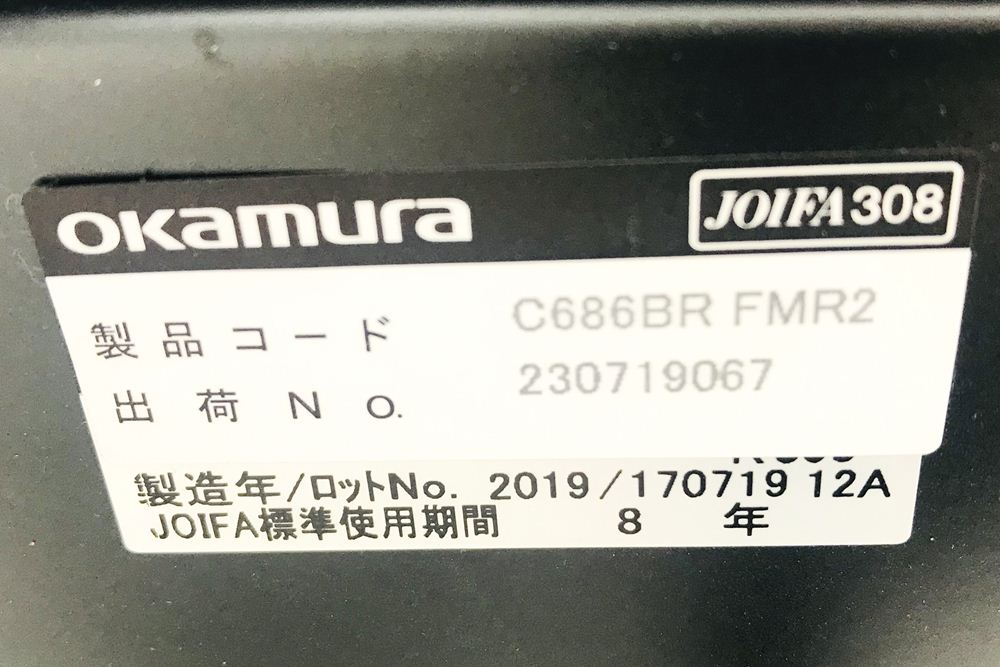 okamura
JOIFA308
製品コード C686BR FMR2
出荷No. 230719067
製造年/ロットNo. 2019/170719 12A
JOIFA標準使用期間 8 年